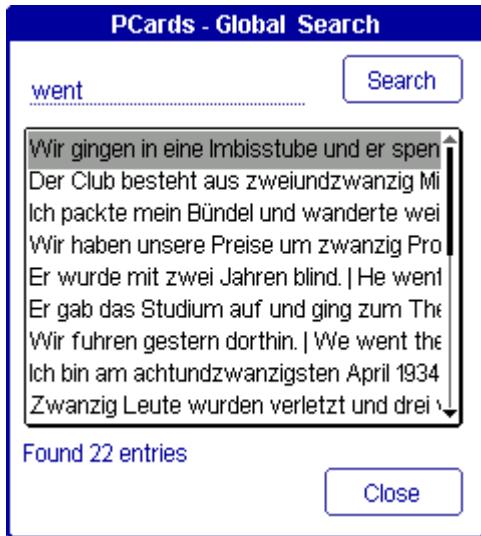 PCards - Global Search
went
Search
Wir gingen in eine Imbisstube und er spen
Der Club besteht aus zweiundzwanzig Mi
Ich packte mein Bündel und wanderte wei
Wir haben unsere Preise um zwanzig Pro
Er wurde mit zwei Jahren blind. | He went
Er gab das Studium auf und ging zum The
Wir fuhren gestern dorthin. | We went the
Ich bin am achtundzwanzigsten April 1934
Zwanzig Leute wurden verletzt und drei
Found 22 entries
Close